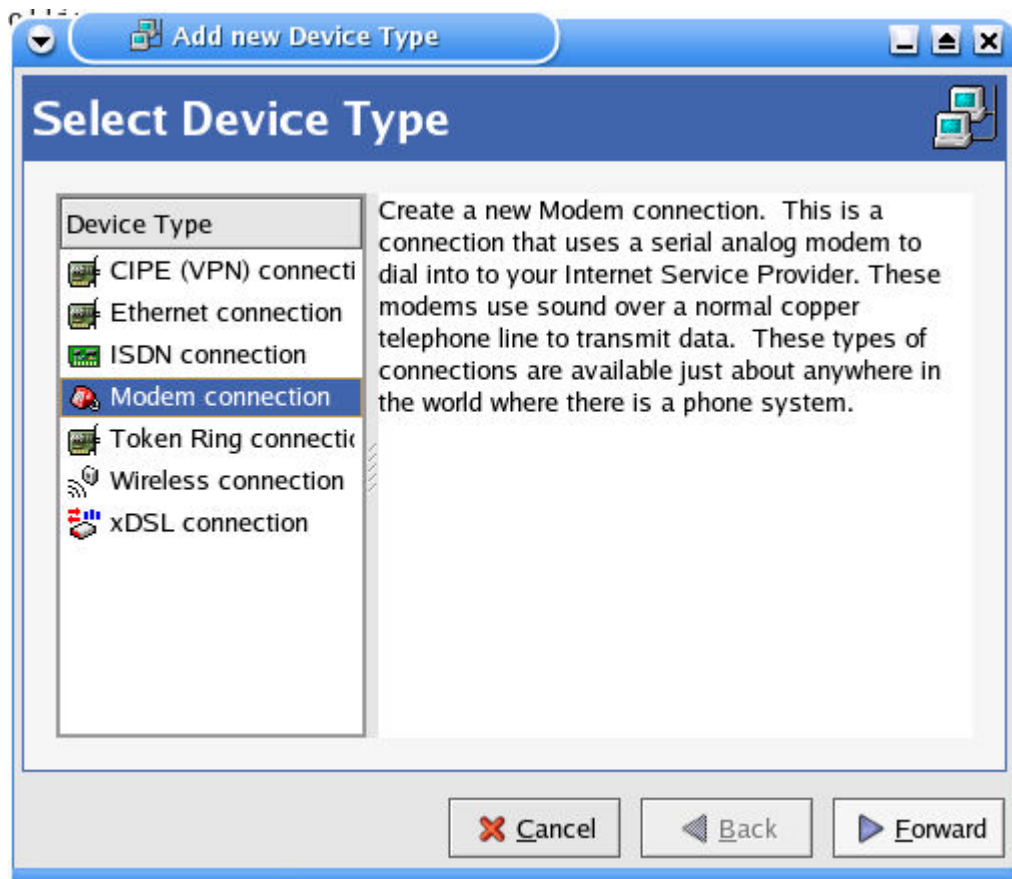 Add new Device Type
Select Device Type
Device Type
CIPE (VPN) connecti
Ethernet connection
ISDN connection
Modem connection
Token Ring connectic
Wireless connection
xDSL connection
Create a new Modem connection.  This is a
connection that uses a serial analog modem to
dial into to your Internet Service Provider. These
modems use sound over a normal copper
telephone line to transmit data.  These types of
connections are available just about anywhere in
the world where there is a phone system.
Cancel
Back
Forward